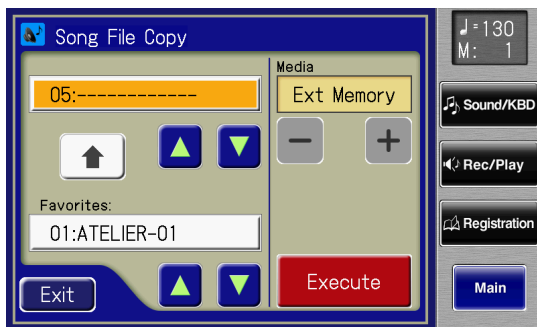 Song File Copy
♩=130
M: 1
Media
05:------------
Ext Memory
Sound/KBD
− +
Rec/Play
Favorites:
01:ATELIER-01
Registration
Exit
Execute
Main